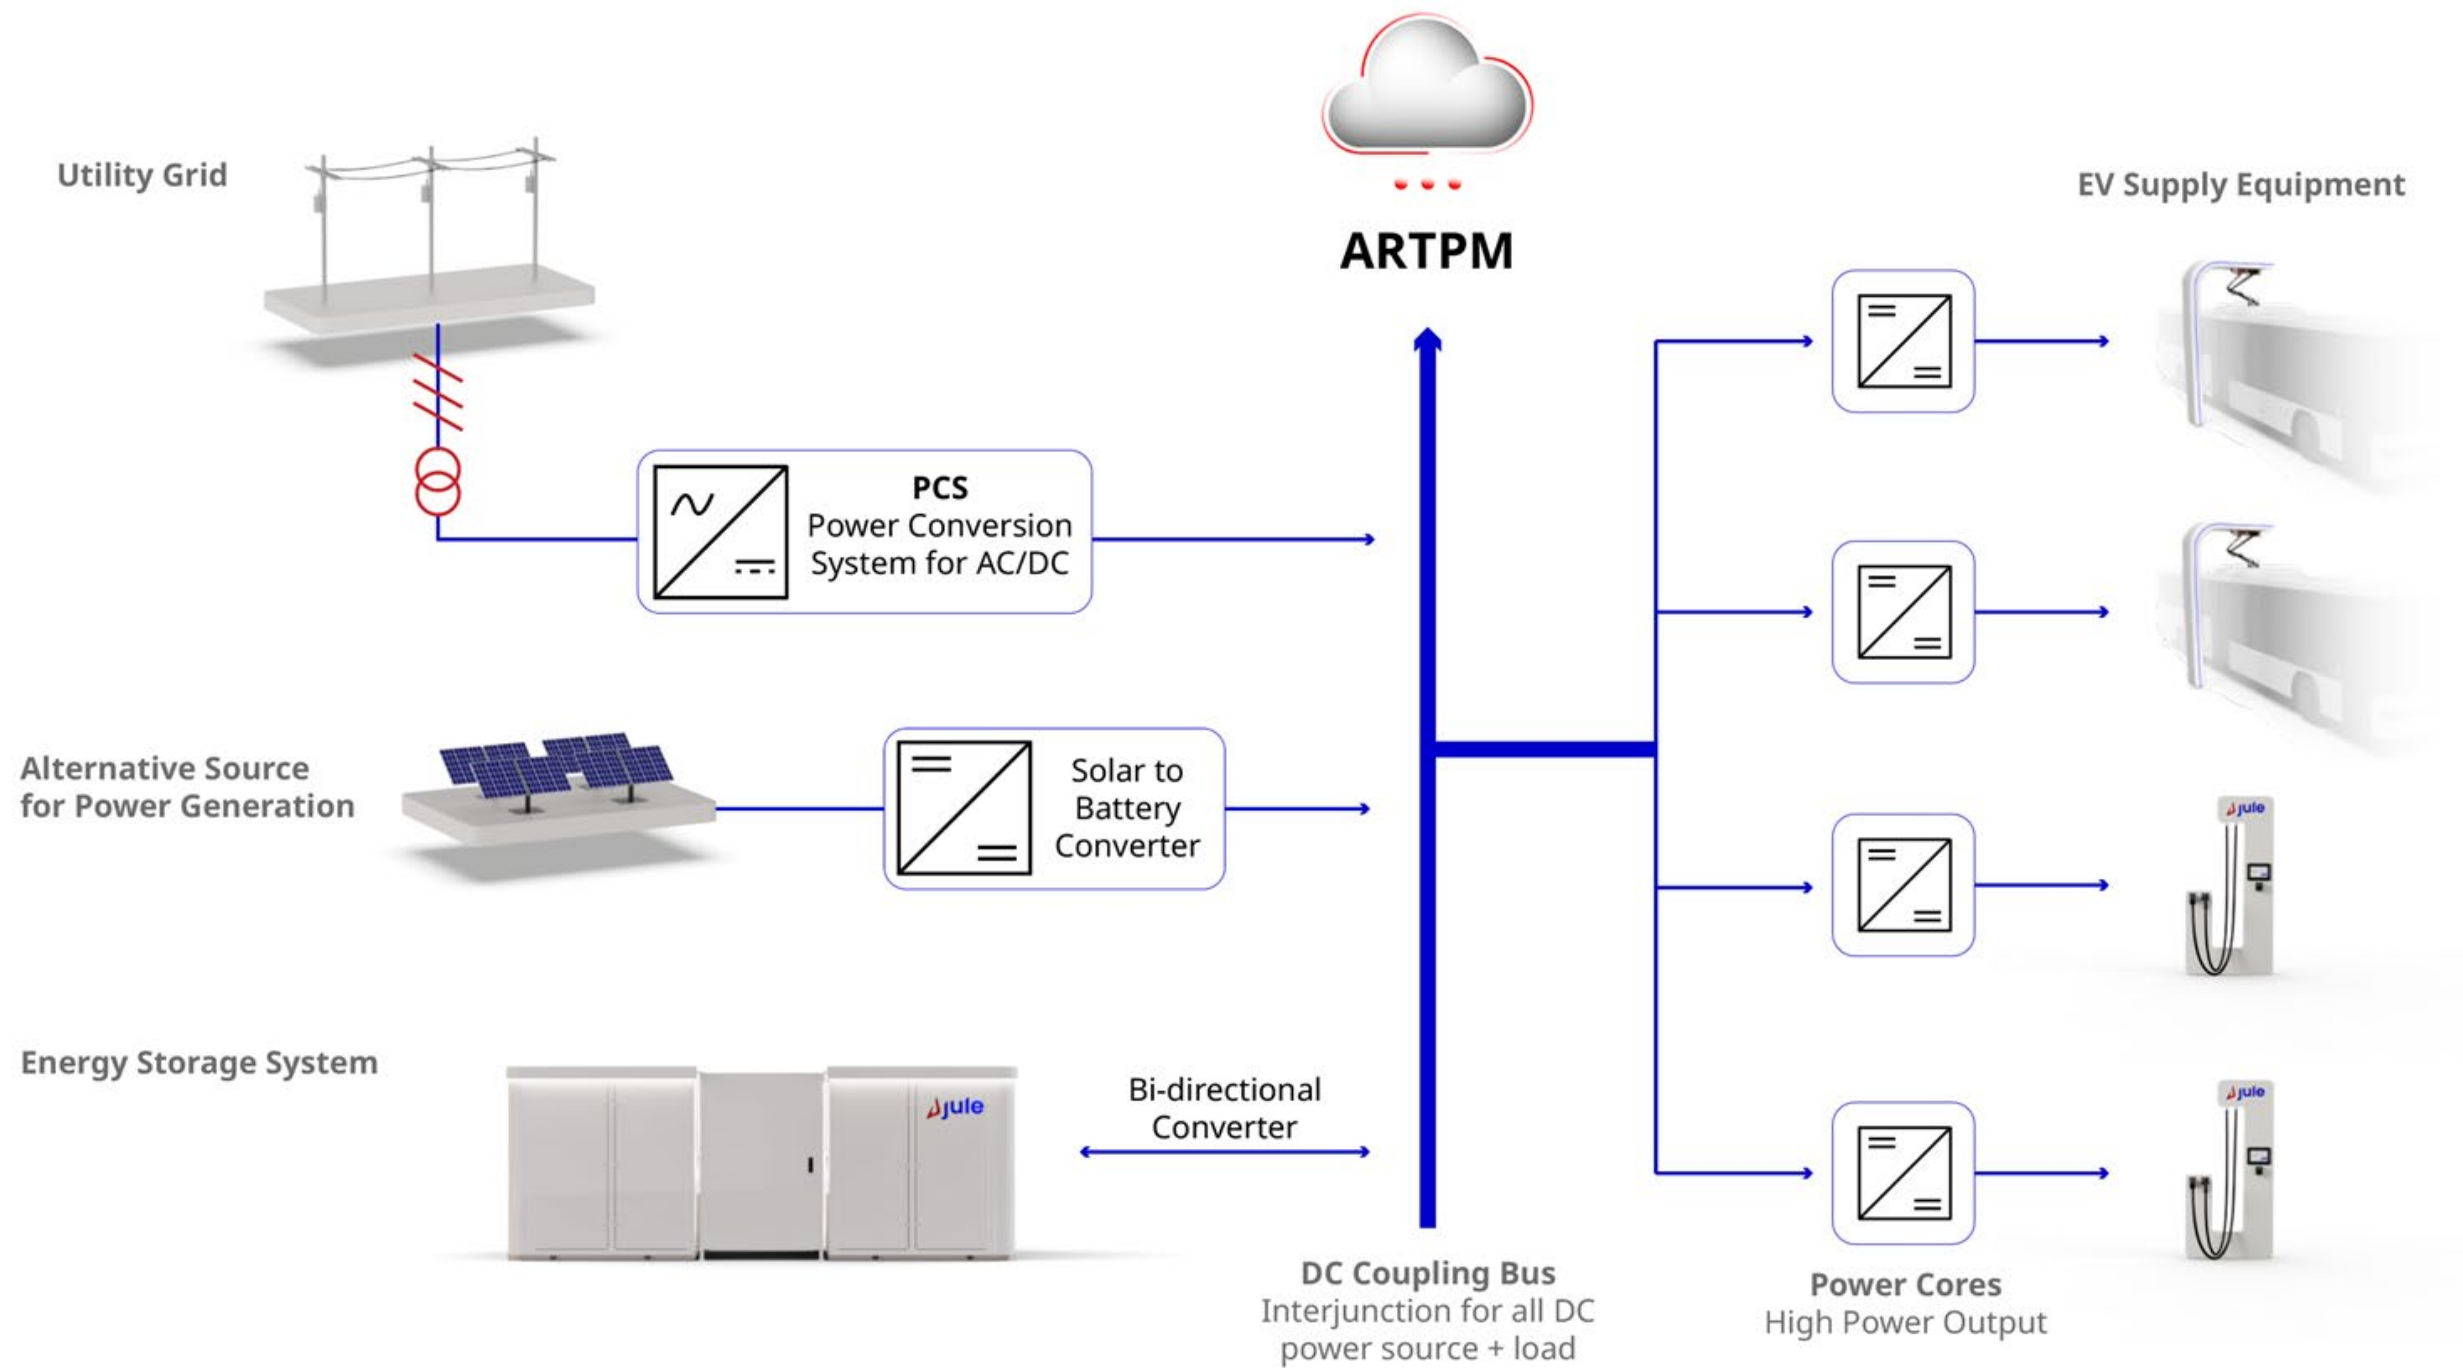 ARTPM
Utility Grid
EV Supply Equipment
PCS
Power Conversion
System for AC/DC
Alternative Source
for Power Generation
Solar to
Battery
Converter
jule
Energy Storage System
jule
Bi-directional
Converter
jule
DC Coupling Bus
Interjunction for all DC
power source + load
Power Cores
High Power Output